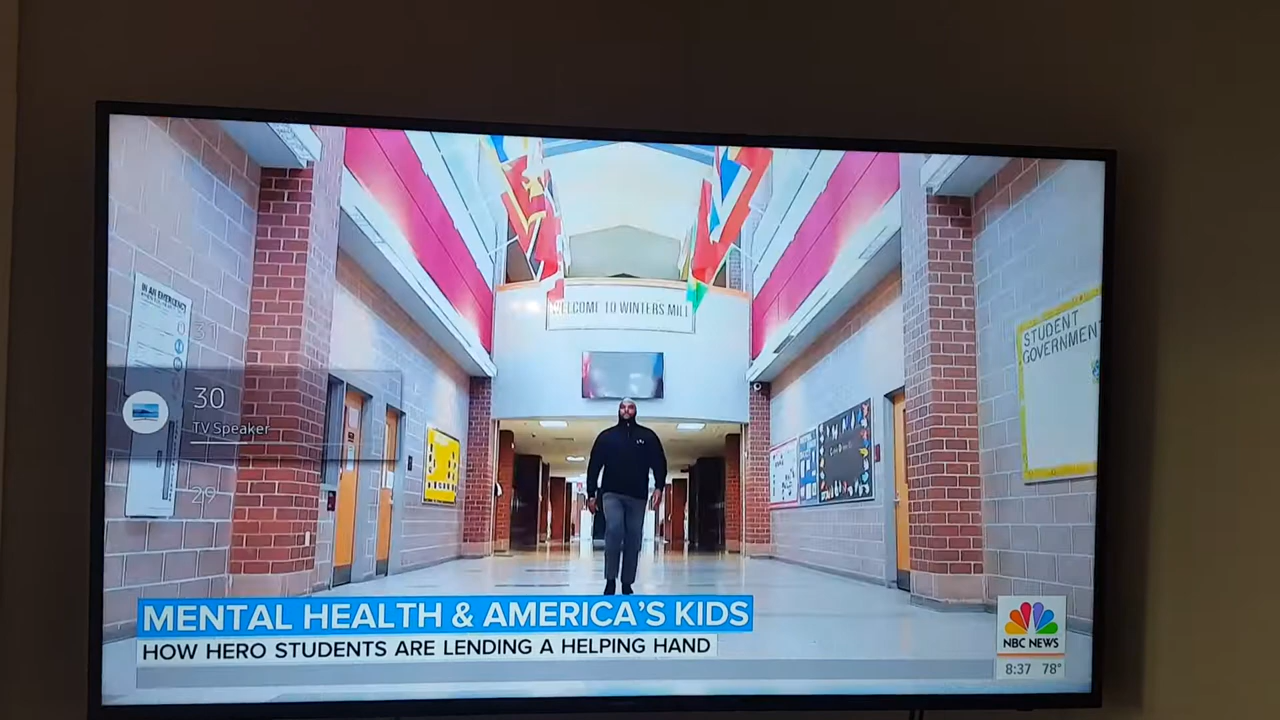 IN AN EMERGENCY
31
30
TV Speaker
29
WELCOME TO WINTERS MILL
STUDENT
GOVERNMENT
MENTAL HEALTH & AMERICA'S KIDS
HOW HERO STUDENTS ARE LENDING A HELPING HAND
NBC NEWS
8:37 78°